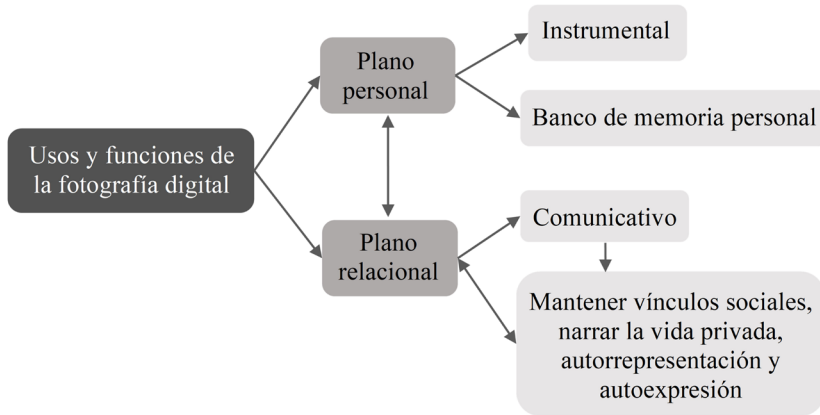 Usos y funciones de
la fotografía digital
Plano
personal
Instrumental
Banco de memoria personal
Plano
relacional
Comunicativo
Mantener vínculos sociales,
narrar la vida privada,
autorrepresentación y
autoexpresión